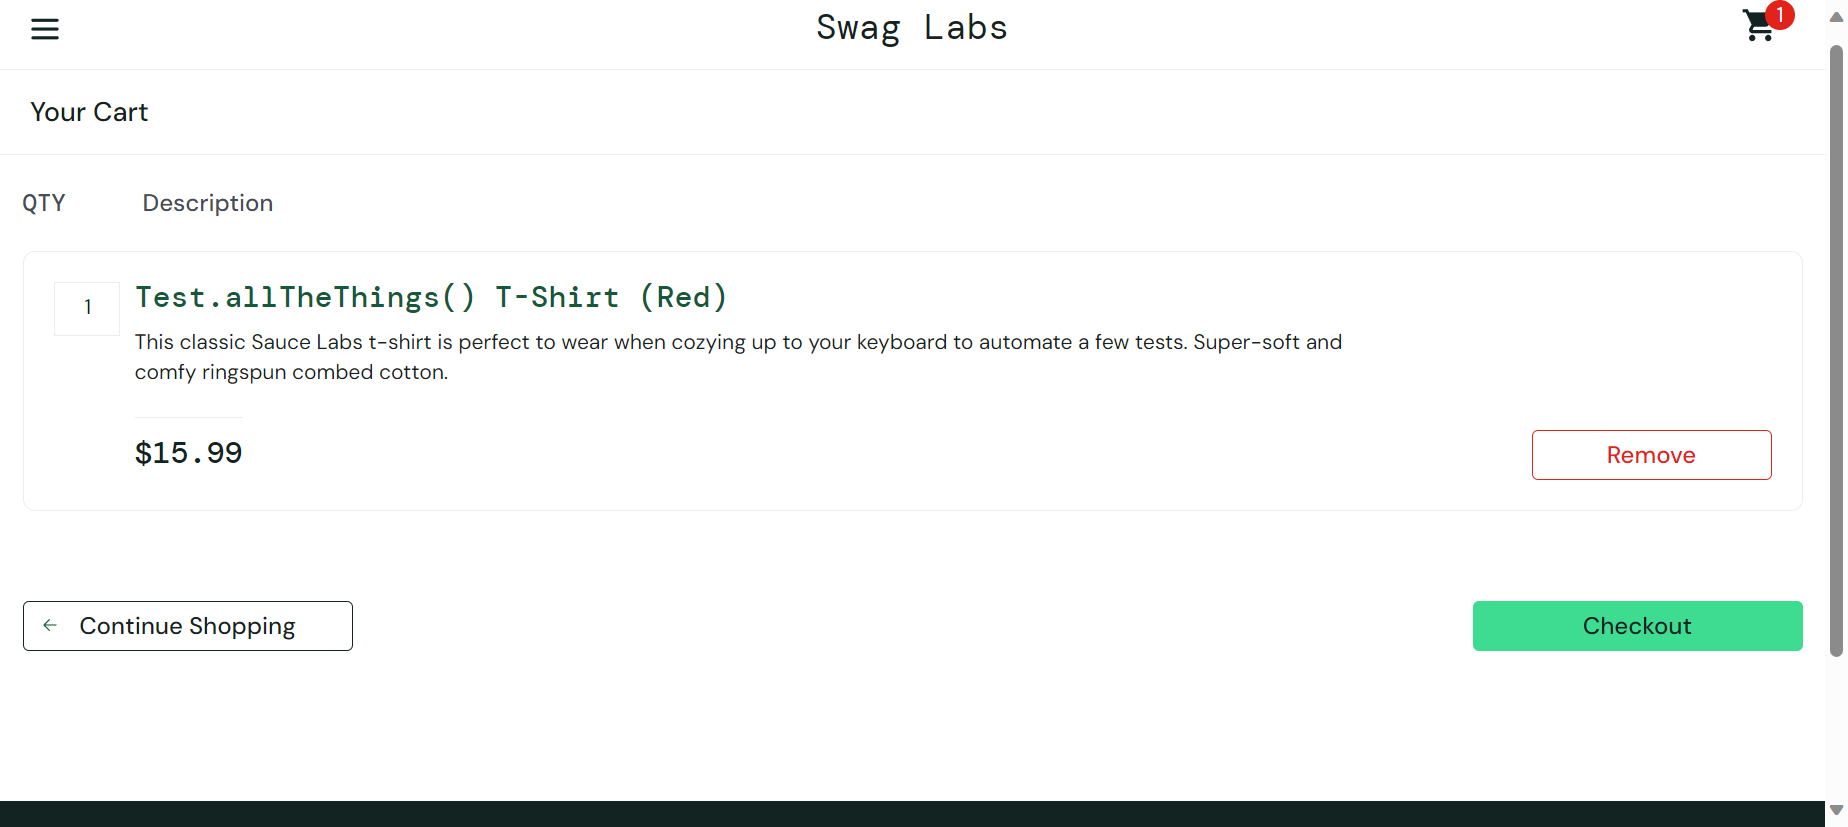 Swag Labs
1
Your Cart
QTY Description
1
Test.allTheThings() T-Shirt (Red)
This classic Sauce Labs t-shirt is perfect to wear when cozying up to your keyboard to automate a few tests. Super-soft and
comfy ringspun combed cotton.
$15.99
Remove
Continue Shopping
Checkout